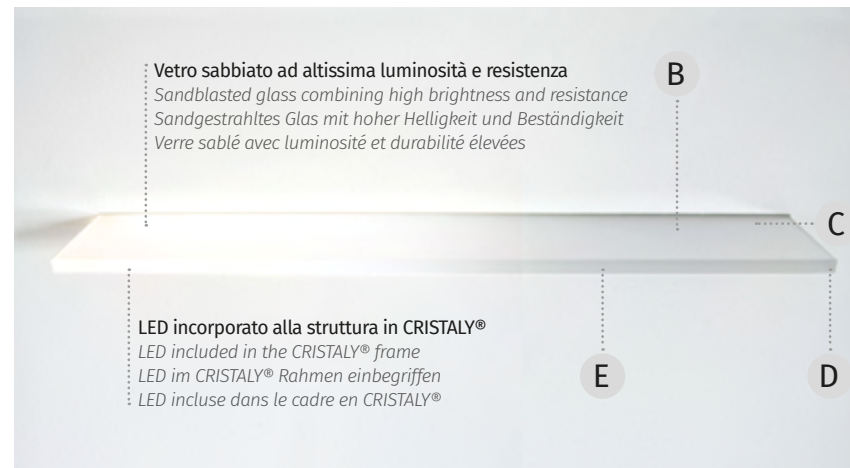 Vetro sabbiato ad altissima luminosità e resistenza
Sandblasted glass combining high brightness and resistance
Sandgestrahltes Glas mit hoher Helligkeit und Beständigkeit
Verre sablé avec luminosité et durabilité élevées
B
C
LED incorporato alla struttura in CRISTALY®
LED included in the CRISTALY® frame
LED im CRISTALY® Rahmen einbegriffen
LED incluse dans le cadre en CRISTALY®
E
D